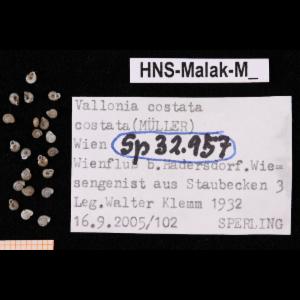 HNS-Malak-M_
Vallonia costata
costata(MÜLLER)
Wien Sp 32.957
Wienfluß b.Hadersdorf.Wie=
sengenist aus Staubecken 3
Leg.Walter Klemm 1932
16.9.2005/102 SPERLING